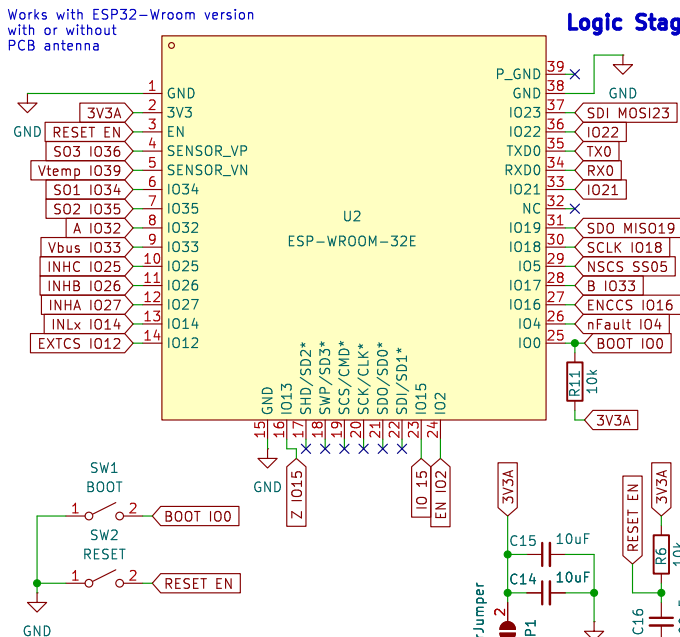 Works with ESP32-Wroom version
with or without
PCB antenna
Logic Stag
P_GND 39
1 GND
GND 38
GND
GND
3V3A 2 3V3
IO23 37 SDI MOSI23
RESET EN 3 EN
IO22 36 IO22
SO3 IO36 4 SENSOR_VP
TXD0 35 TX0
Vtemp IO39 5 SENSOR_VN
RXD0 34 RX0
SO1 IO34 6 IO34
IO21 33 IO21
SO2 IO35 7 IO35
NC 32
A IO32 8 IO32
U2
IO19 31 SDO MISO19
Vbus IO33 9 IO33
ESP-WROOM-32E
IO18 30 SCLK IO18
INHC IO25 10 IO25
IO5 29 NSCS SS05
INHB IO26 11 IO26
IO17 28 B IO33
INHA IO27 12 IO27
IO16 27 ENCCS IO16
INLx IO14 13 IO14
IO4 26 nFault IO4
EXTCS IO12 14 IO12
IO0 25 BOOT IO0
R11
10k
3V3A
GND 15
IO13 16
SHD/SD2* 17
SWP/SD3* 18
SCS/CMD* 19
SCK/CLK* 20
SDO/SD0* 21
SDI/SD1* 22
IO15 23
IO2 24
GND
Z IO15
IO 15
EN IO2
SW1
BOOT
1 2 BOOT IO0
SW2
RESET
1 2 RESET EN
GND
3V3A
C15 10uF
C14 10uF
rJumper
2
P1
RESET EN
3V3A
R6
10k
C16